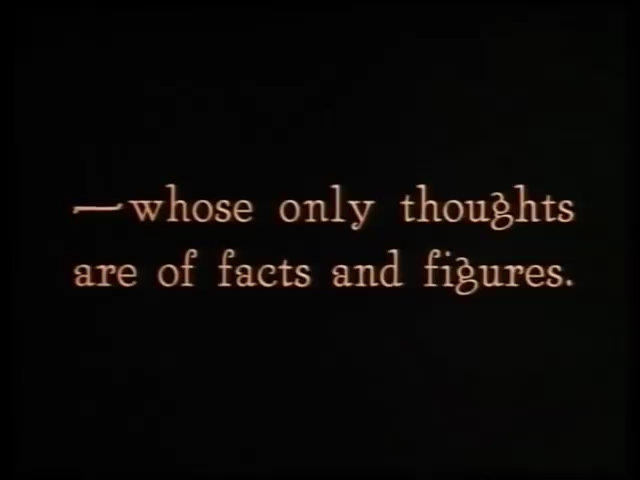 —whose only thoughts
are of facts and figures.